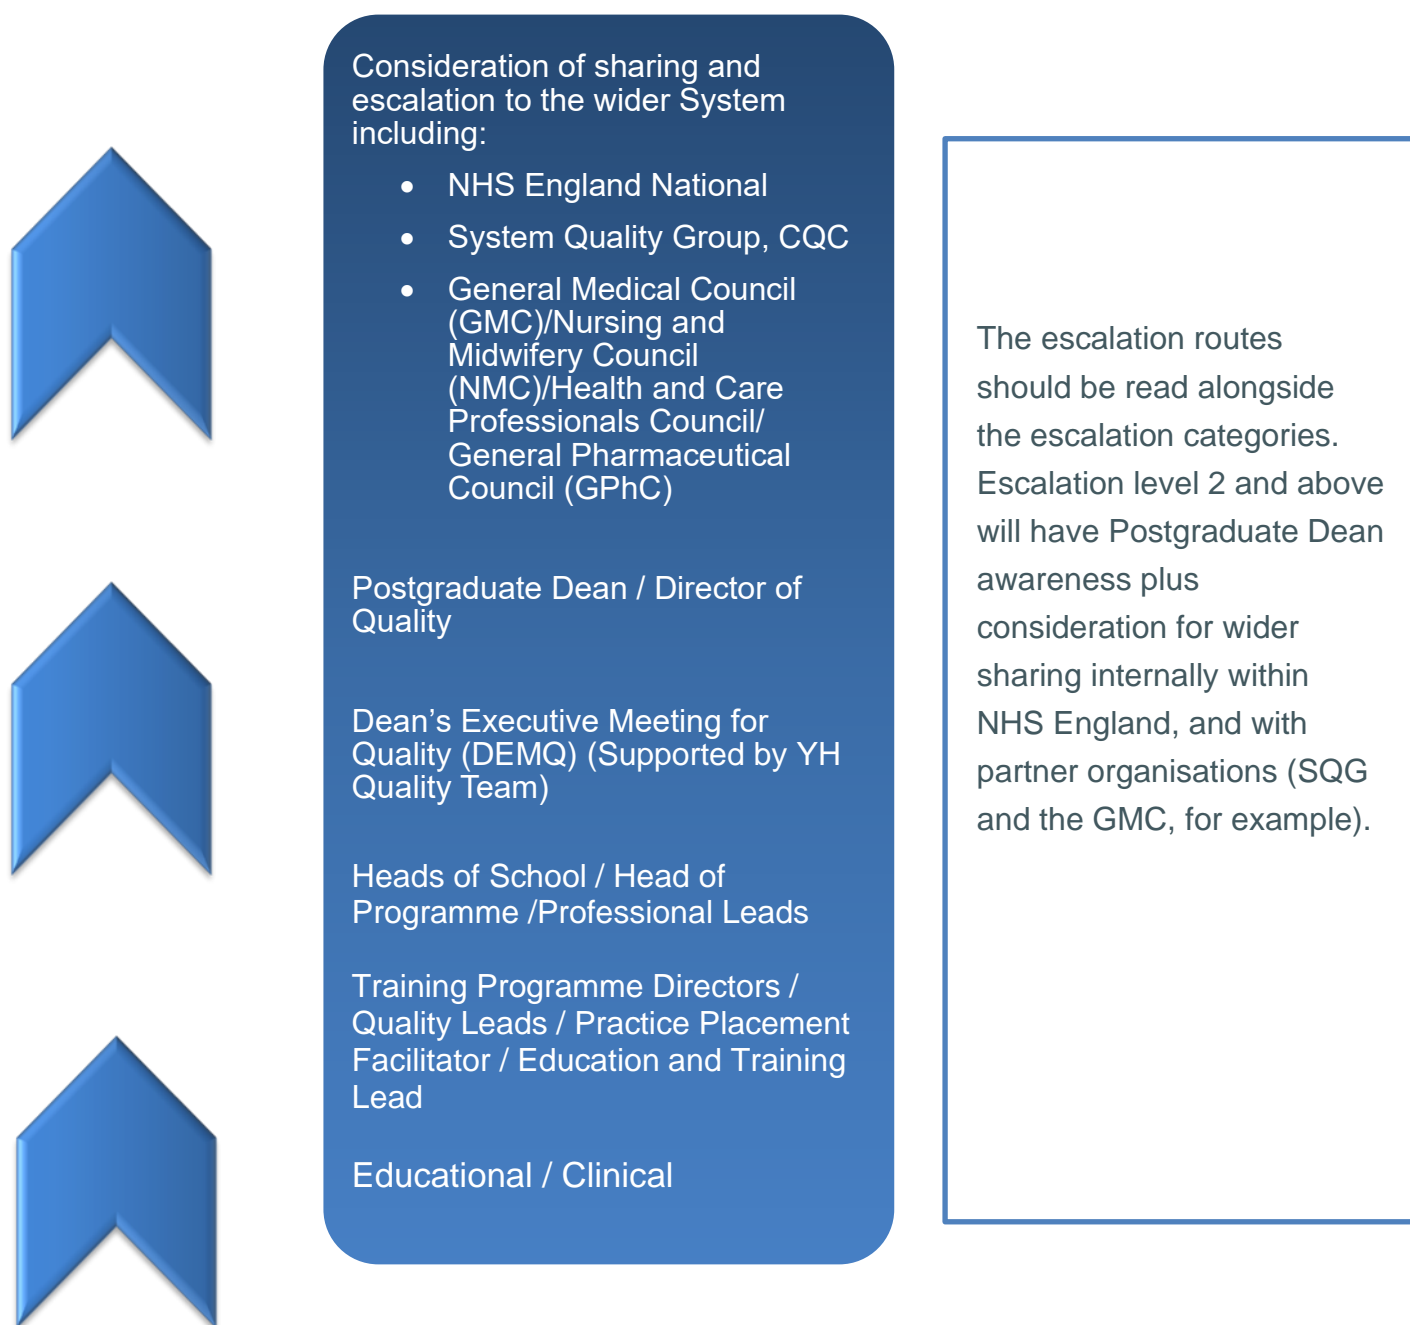 Consideration of sharing and
escalation to the wider System
including:
• NHS England National
• System Quality Group, CQC
• General Medical Council
(GMC)/Nursing and
Midwifery Council
(NMC)/Health and Care
Professionals Council/
General Pharmaceutical
Council (GPhC)
Postgraduate Dean / Director of
Quality
Dean’s Executive Meeting for
Quality (DEMQ) (Supported by YH
Quality Team)
Heads of School / Head of
Programme /Professional Leads
Training Programme Directors /
Quality Leads / Practice Placement
Facilitator / Education and Training
Lead
Educational / Clinical
The escalation routes
should be read alongside
the escalation categories.
Escalation level 2 and above
will have Postgraduate Dean
awareness plus
consideration for wider
sharing internally within
NHS England, and with
partner organisations (SQG
and the GMC, for example).